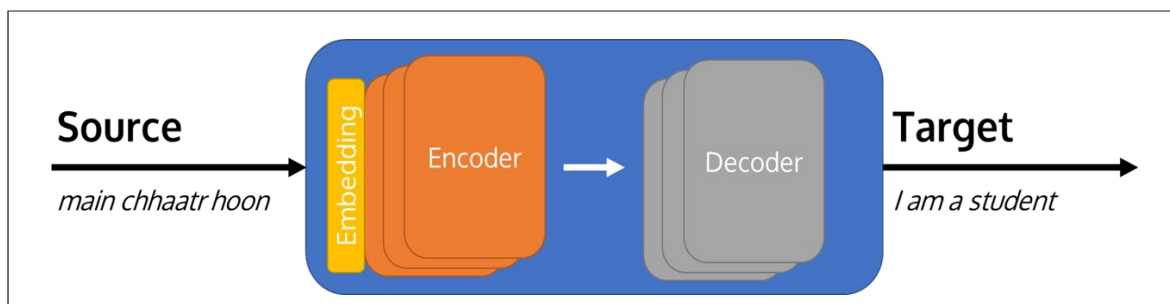 Source
main chhaatr hoon
Embedding
Encoder
Decoder
Target
I am a student